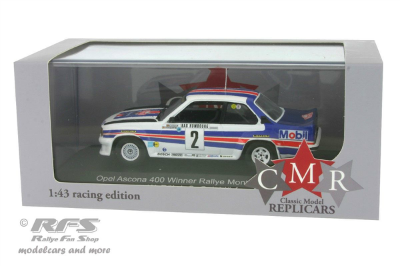 2
Mobil
Opel Ascona 400 Winner Rallye Mon
1:43 racing edition
CMR
Classic Model
REPLICARS
RFS
Rallye Fan Shop
modelcars and more